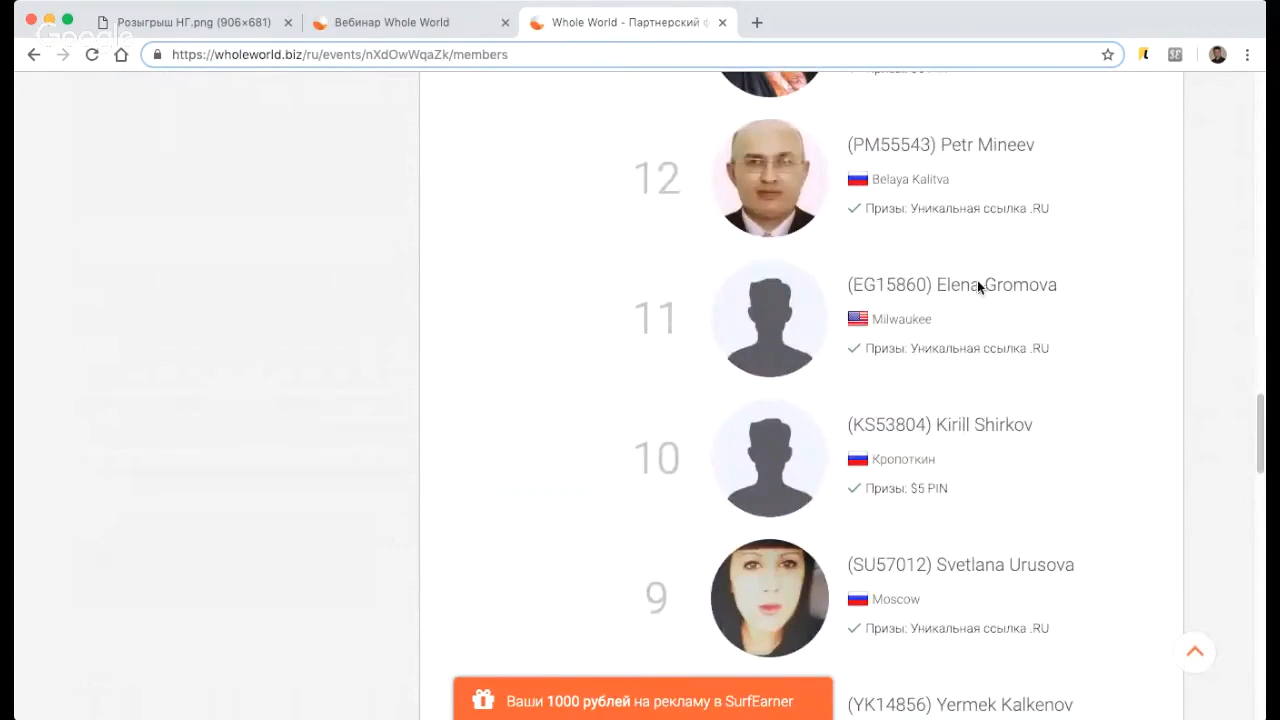 Розыгрыш НГ.png (906×681)
Вебинар Whole World
Whole World - Партнерский
Google
https://wholeworld.biz/ru/events/nXdOwWqaZk/members
12
(PM55543) Petr Mineev
Belaya Kalitva
Призы: Уникальная ссылка .RU
11
(EG15860) Elena Gromova
Milwaukee
Призы: Уникальная ссылка .RU
10
(KS53804) Kirill Shirkov
Кропоткин
Призы: $5 PIN
9
(SU57012) Svetlana Urusova
Moscow
Призы: Уникальная ссылка .RU
Ваши 1000 рублей на рекламу в SurfEarner
(YK14856) Yermek Kalkenov